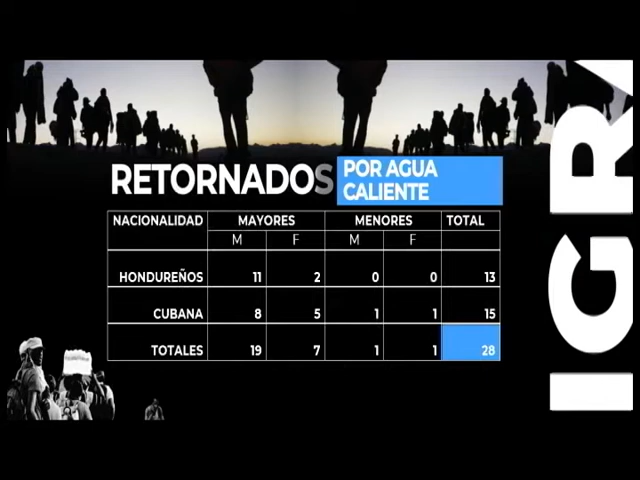 RETORNADOS
POR AGUA
CALIENTE
NACIONALIDAD MAYORES MENORES TOTAL
M F M F
HONDUREÑOS 11 2 0 0 13
CUBANA 8 5 1 1 15
TOTALES 19 7 1 1 28
IGRA